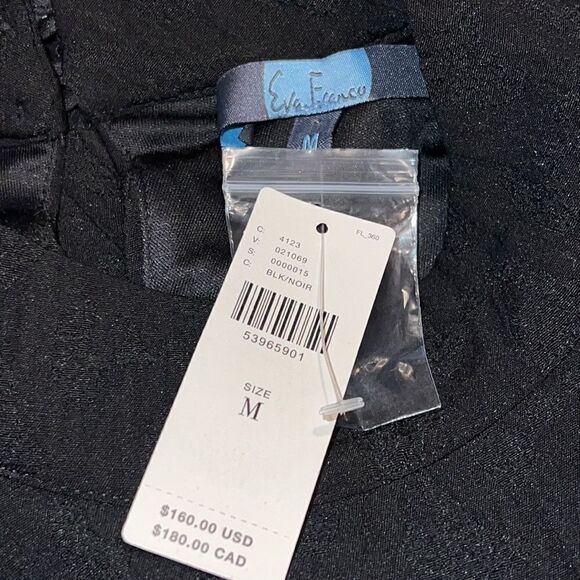 Eva Franco
M
FL_360
C: 4123
V: 021069
S: 0000015
C: BLK/NOIR
53965901
SIZE
M
$160.00 USD
$180.00 CAD